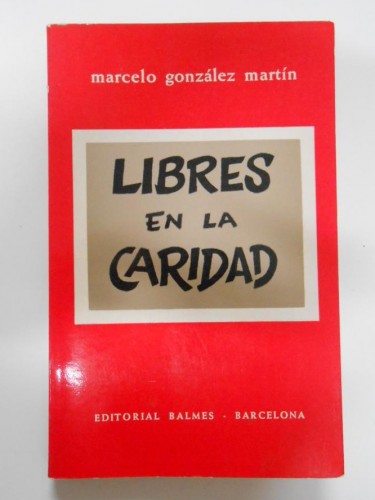 marcelo gonzález martín
LIBRES
EN LA
CARIDAD
EDITORIAL BALMES - BARCELONA